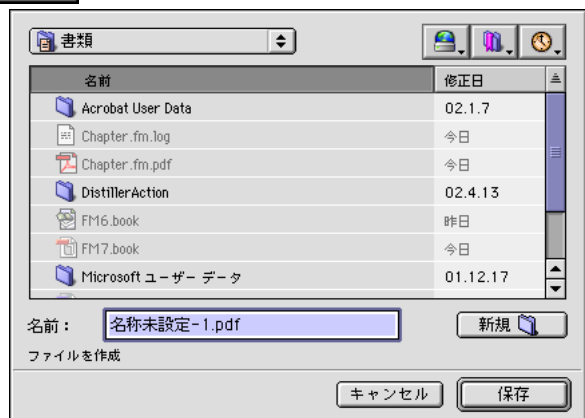 書類
名前 修正日
Acrobat User Data 02.1.7
Chapter.fm.log 今日
Chapter.fm.pdf 今日
DistillerAction 02.4.13
FM6.book 昨日
FM7.book 今日
Microsoft ユーザー データ 01.12.17
名前： 名称未設定-1.pdf 新規
ファイルを作成
キャンセル 保存